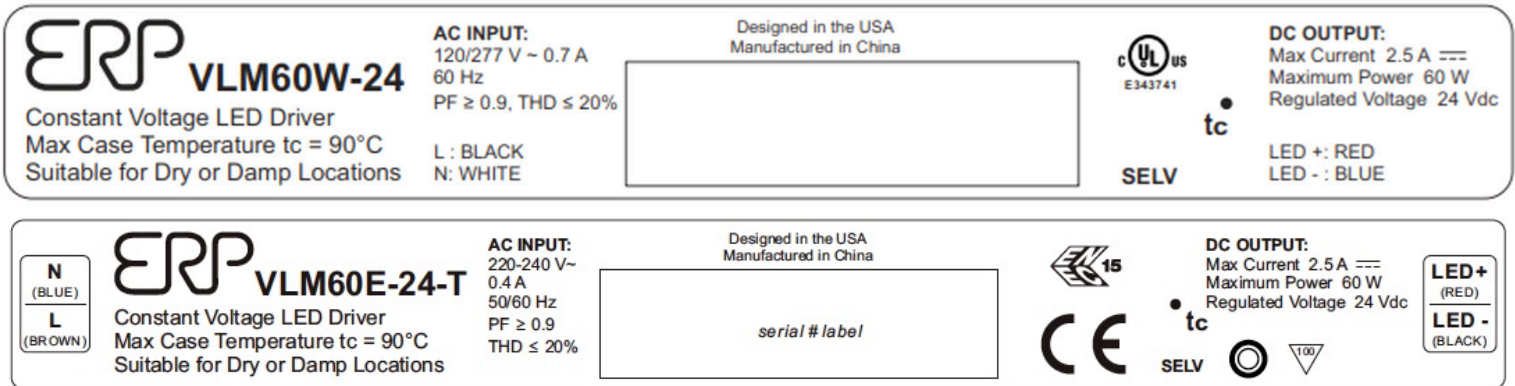 ERP VLM60W-24
Constant Voltage LED Driver
Max Case Temperature tc = 90°C
Suitable for Dry or Damp Locations
AC INPUT:
120/277 V ~ 0.7 A
60 Hz
PF ≥ 0.9, THD ≤ 20%
L : BLACK
N: WHITE
Designed in the USA
Manufactured in China
c UL us
E343741
tc
SELV
DC OUTPUT:
Max Current 2.5 A ⎓
Maximum Power 60 W
Regulated Voltage 24 Vdc
LED +: RED
LED - : BLUE
N
(BLUE)
L
(BROWN)
ERP VLM60E-24-T
Constant Voltage LED Driver
Max Case Temperature tc = 90°C
Suitable for Dry or Damp Locations
AC INPUT:
220-240 V~
0.4 A
50/60 Hz
PF ≥ 0.9
THD ≤ 20%
Designed in the USA
Manufactured in China
serial # label
ENEC 15
CE
tc
SELV
100
DC OUTPUT:
Max Current 2.5 A ⎓
Maximum Power 60 W
Regulated Voltage 24 Vdc
LED+
(RED)
LED -
(BLACK)